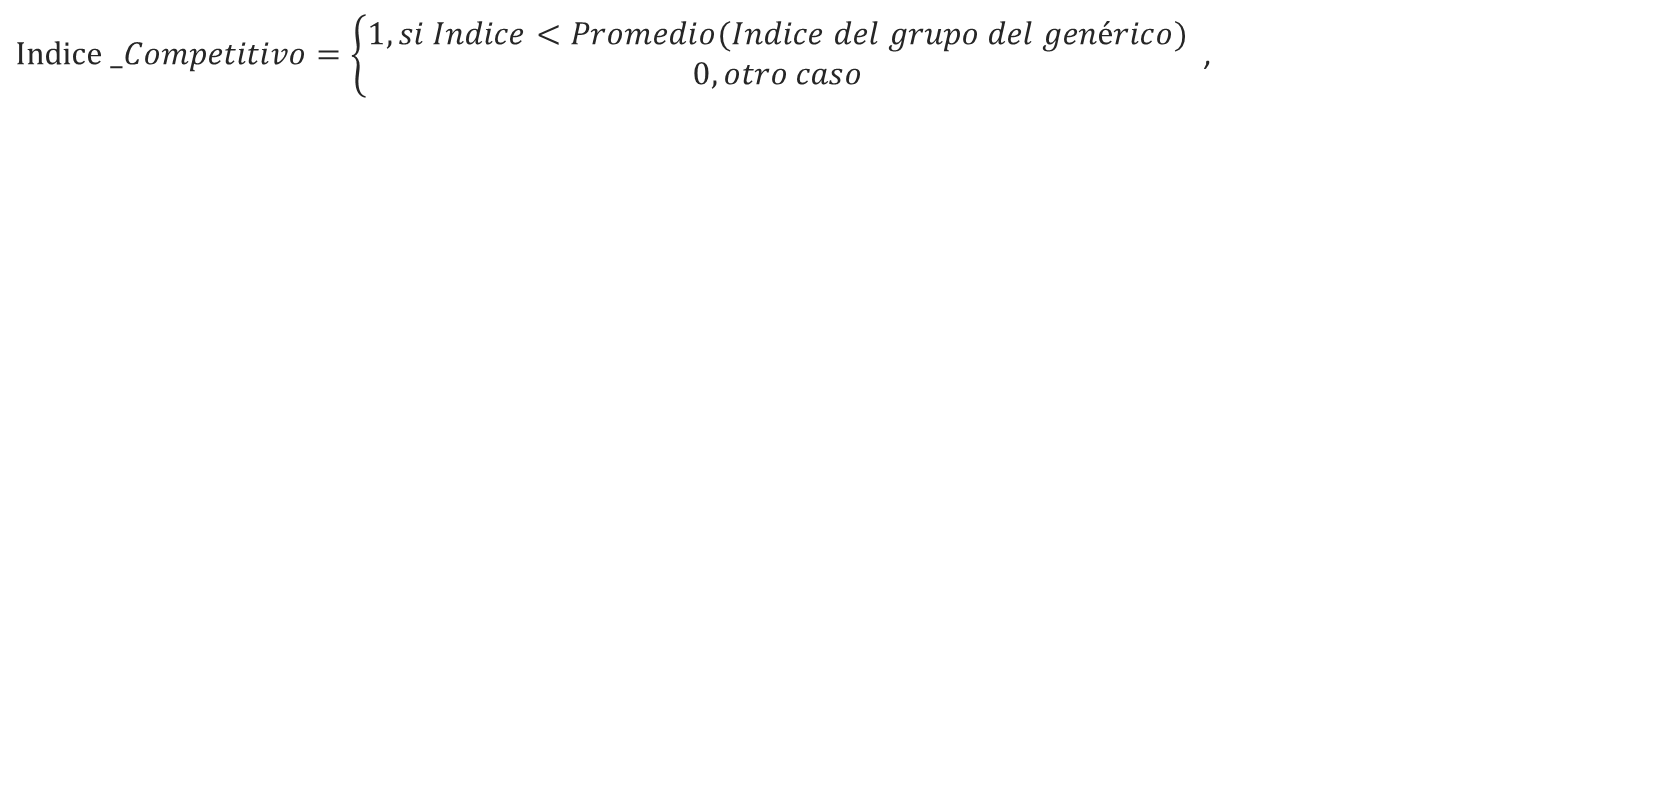 Indice _Competitivo = {1, si Indice < Promedio(Indice del grupo del genérico)
0, otro caso ,